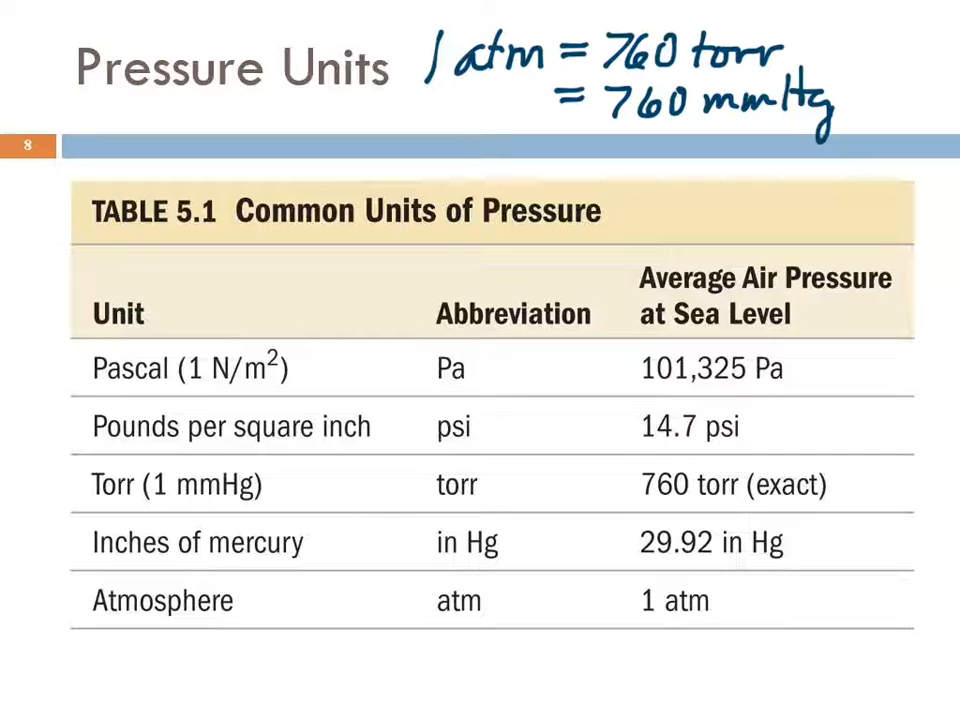 Pressure Units
1 atm = 760 torr
= 760 mmHg
8
TABLE 5.1 Common Units of Pressure
Unit Abbreviation Average Air Pressure at Sea Level
Pascal (1 N/m²) Pa 101,325 Pa
Pounds per square inch psi 14.7 psi
Torr (1 mmHg) torr 760 torr (exact)
Inches of mercury in Hg 29.92 in Hg
Atmosphere atm 1 atm